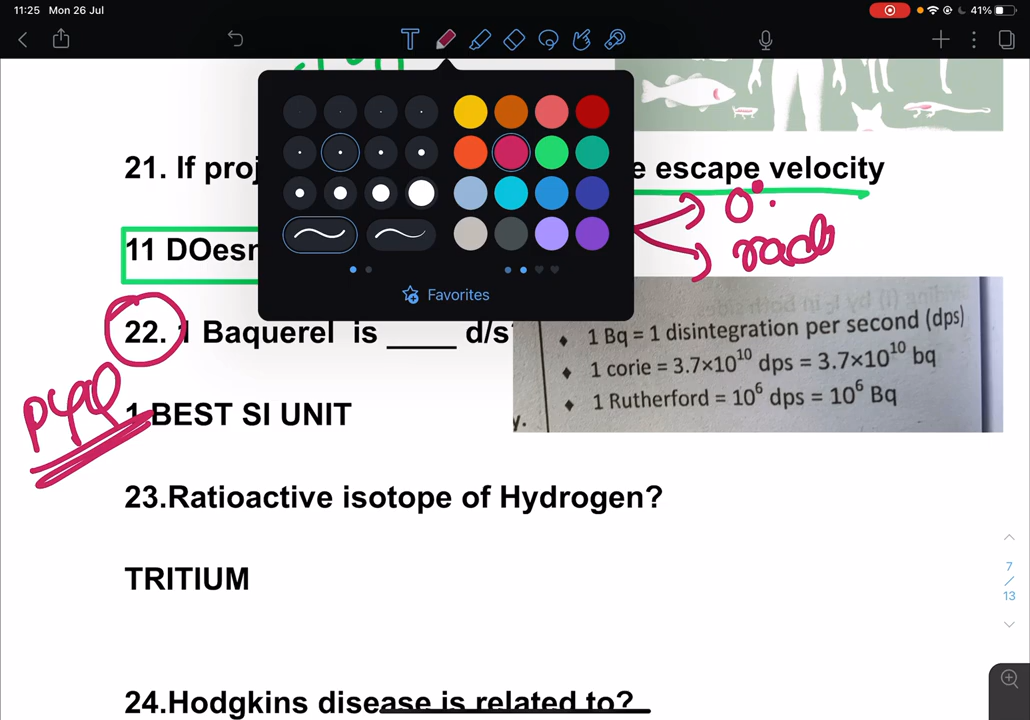 11:25 Mon 26 Jul
41%
T
21. If proj
e escape velocity
0°
rad
11 DOesn
Favorites
22. 1 Baquerel is ____ d/s
♦ 1 Bq = 1 disintegration per second (dps)
♦ 1 corie = 3.7×10¹⁰ dps = 3.7×10¹⁰ bq
♦ 1 Rutherford = 10⁶ dps = 10⁶ Bq
y.
PYQ
1 BEST SI UNIT
23.Ratioactive isotope of Hydrogen?
7
/
13
TRITIUM
24.Hodgkins disease is related to?